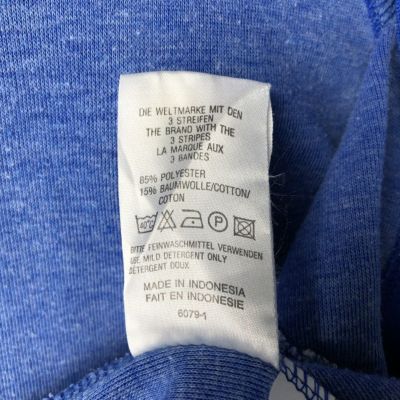 DIE WELTMARKE MIT DEN
3 STREIFEN
THE BRAND WITH THE
3 STRIPES
LA MARQUE AUX
3 BANDES
85% POLYESTER
15% BAUMWOLLE/COTTON/
COTON
40°C
BITTE FEINWASCHMITTEL VERWENDEN
USE MILD DETERGENT ONLY
DETERGENT DOUX
MADE IN INDONESIA
FAIT EN INDONESIE
6079-1